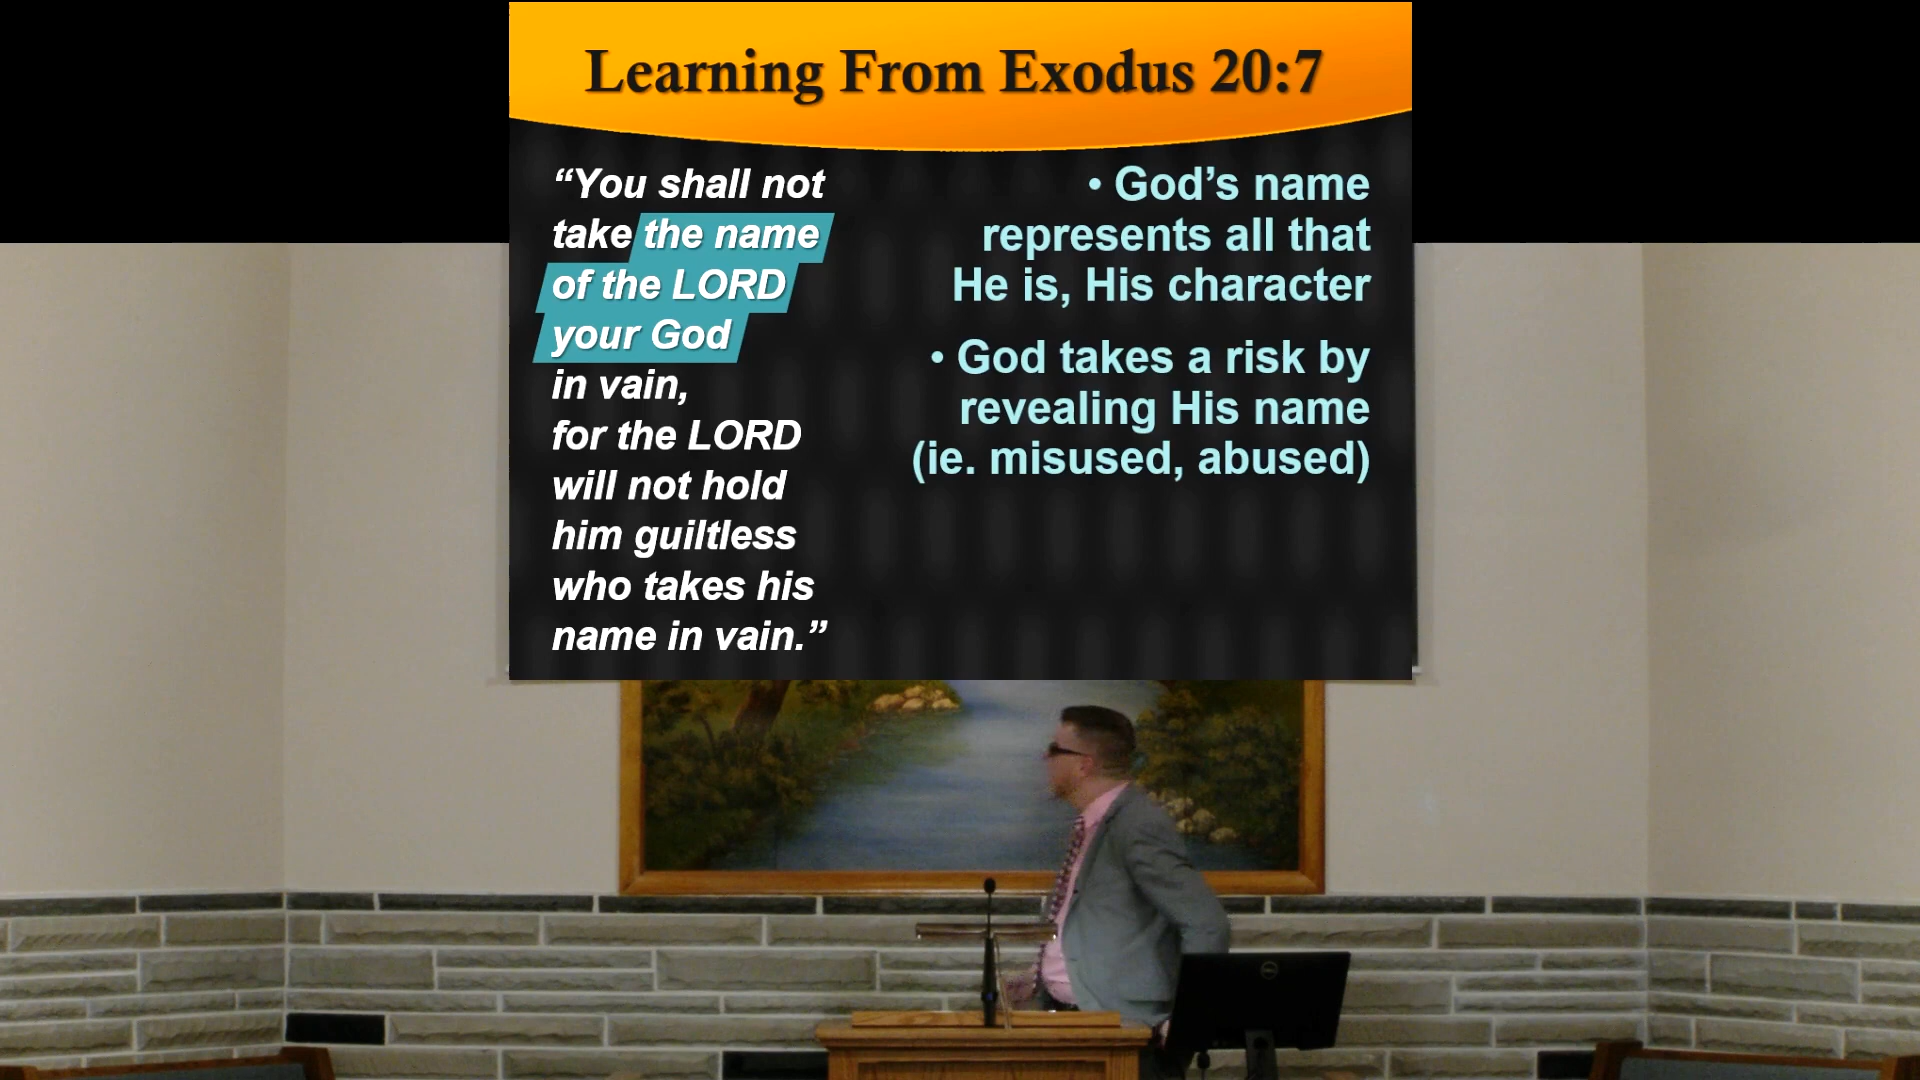 Learning From Exodus 20:7
“You shall not
take the name
of the LORD
your God
in vain,
for the LORD
will not hold
him guiltless
who takes his
name in vain.”
• God’s name
represents all that
He is, His character
• God takes a risk by
revealing His name
(ie. misused, abused)
DELL